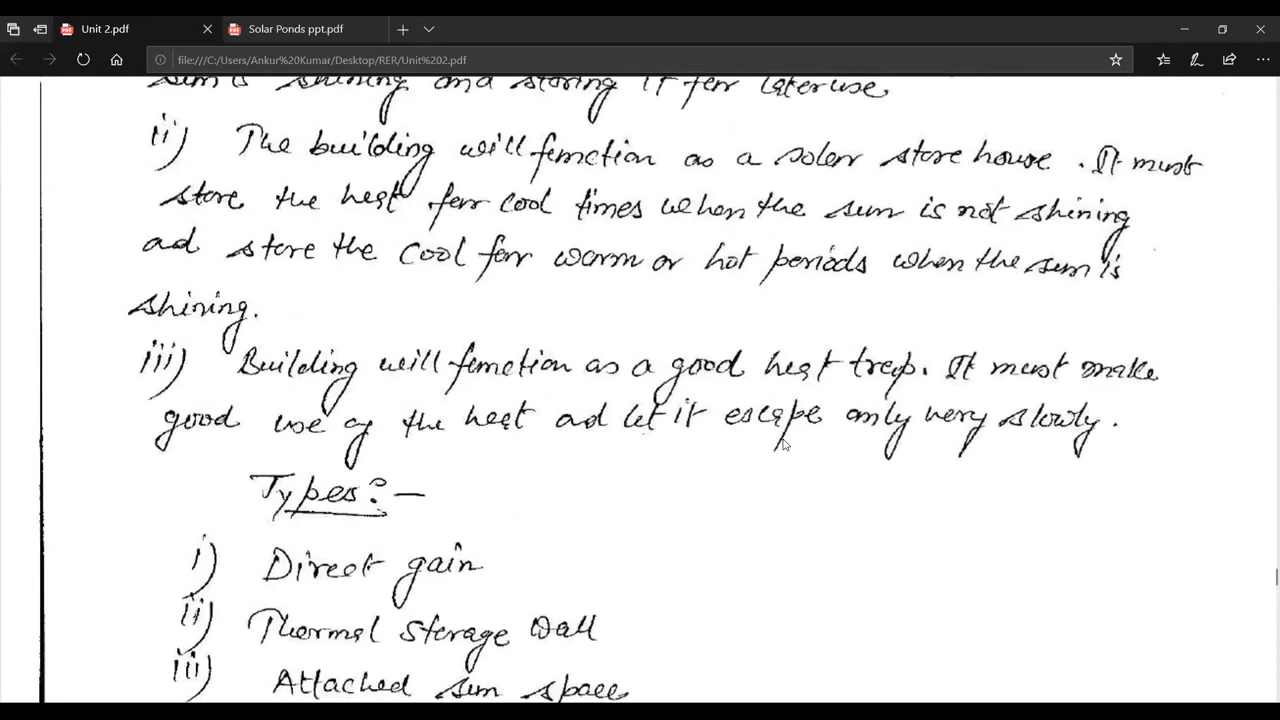 Unit 2.pdf
Solar Ponds ppt.pdf
file:///C:/Users/Ankur%20Kumar/Desktop/RER/Unit%202.pdf
sun is shining and storing it for later use.
ii) The building will function as a solar store house. It must
store the heat for cool times when the sun is not shining
ad store the cool for warm or hot periods when the sun is
shining.
iii) Building will function as a good heat trap. It must make
good use of the heat ad let it escape only very slowly.
Types:-
i) Direct gain
ii) Thermal storage wall
iii) Attached sun space